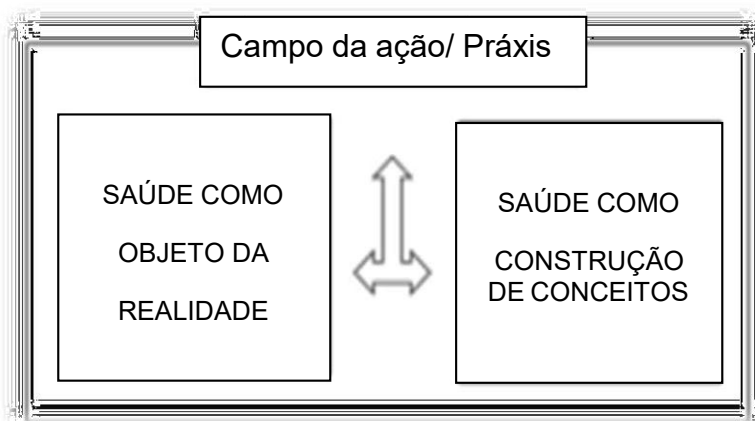 Campo da ação/ Práxis
SAÚDE COMO
OBJETO DA
REALIDADE
SAÚDE COMO
CONSTRUÇÃO
DE CONCEITOS